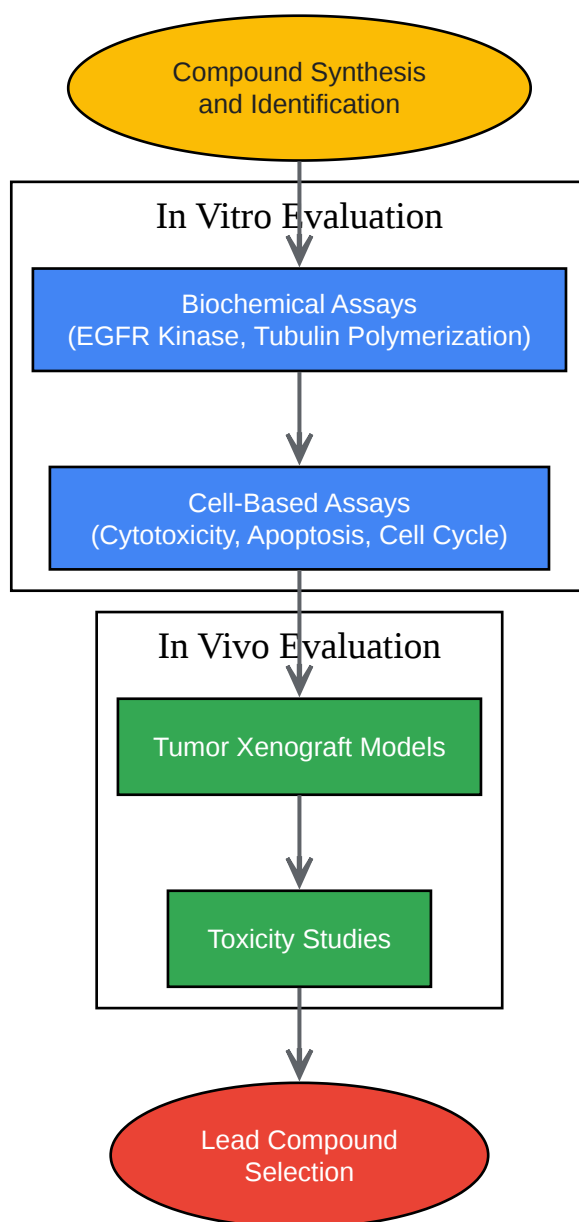 Compound Synthesis
and Identification
In Vitro Evaluation
Biochemical Assays
(EGFR Kinase, Tubulin Polymerization)
Cell-Based Assays
(Cytotoxicity, Apoptosis, Cell Cycle)
In Vivo Evaluation
Tumor Xenograft Models
Toxicity Studies
Lead Compound
Selection